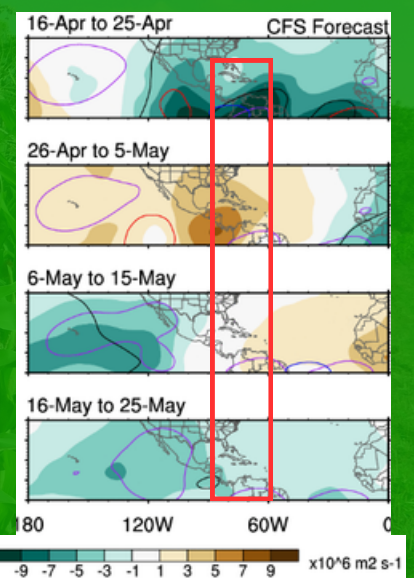 16-Apr to 25-Apr CFS Forecast
26-Apr to 5-May
6-May to 15-May
16-May to 25-May
180 120W 60W 0
-9 -7 -5 -3 -1 1 3 5 7 9 x10^6 m2 s-1